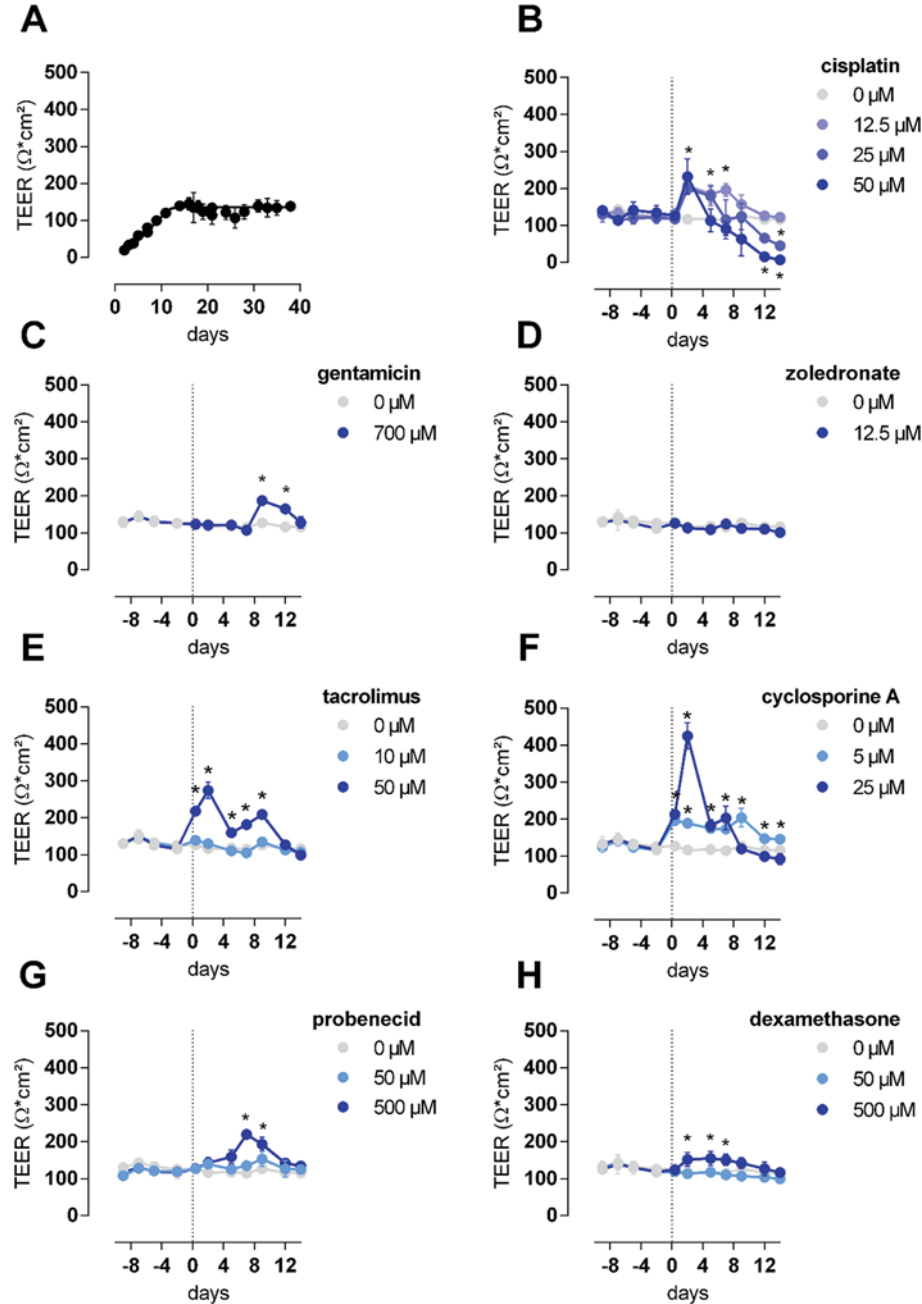 A
500
400
300
200
100
0
TEER (Ω*cm²)
0 10 20 30 40
days
B
cisplatin
0 µM
12.5 µM
25 µM
50 µM
500
400
300
200
100
0
TEER (Ω*cm²)
* * *
*
* *
-8 -4 0 4 8 12
days
C
gentamicin
0 µM
700 µM
500
400
300
200
100
0
TEER (Ω*cm²)
* *
-8 -4 0 4 8 12
days
D
zoledronate
0 µM
12.5 µM
500
400
300
200
100
0
TEER (Ω*cm²)
-8 -4 0 4 8 12
days
E
tacrolimus
0 µM
10 µM
50 µM
500
400
300
200
100
0
TEER (Ω*cm²)
* * * * *
-8 -4 0 4 8 12
days
F
cyclosporine A
0 µM
5 µM
25 µM
500
400
300
200
100
0
TEER (Ω*cm²)
*
* * * * * * *
-8 -4 0 4 8 12
days
G
probenecid
0 µM
50 µM
500 µM
500
400
300
200
100
0
TEER (Ω*cm²)
* *
-8 -4 0 4 8 12
days
H
dexamethasone
0 µM
50 µM
500 µM
500
400
300
200
100
0
TEER (Ω*cm²)
* * *
-8 -4 0 4 8 12
days